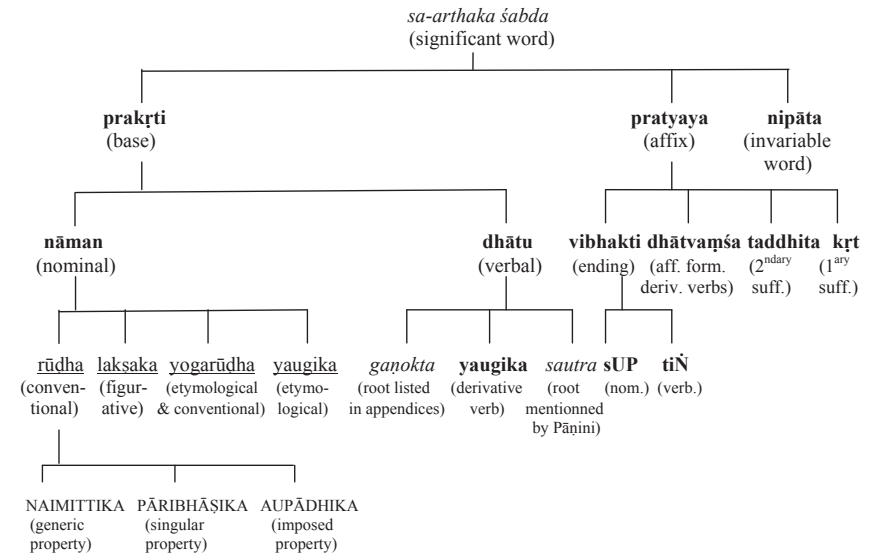 sa-arthaka śabda
(significant word)
prakṛti pratyaya nipāta
(base) (affix) (invariable
word)
nāman dhātu vibhakti dhātvaṃśa taddhita kṛt
(nominal) (verbal) (ending) (aff. form. (2ndary (1ary
deriv. verbs) suff.) suff.)
rūḍha lakṣaka yogarūḍha yaugika gaṇokta yaugika sautra sUP tiṄ
(conven- (figur- (etymological (etymo- (root listed (derivative (root (nom.) (verb.)
tional) ative) & conventional) logical) in appendices) verb) mentionned
by Pāṇini)
NAIMITTIKA PĀRIBHĀṢIKA AUPĀDHIKA
(generic (singular (imposed
property) property) property)